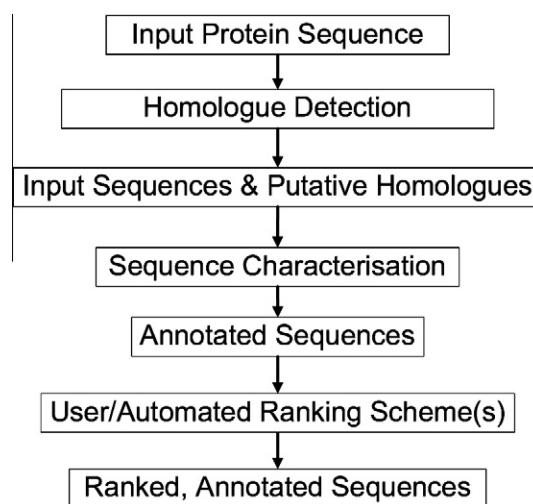 Input Protein Sequence
Homologue Detection
Input Sequences & Putative Homologues
Sequence Characterisation
Annotated Sequences
User/Automated Ranking Scheme(s)
Ranked, Annotated Sequences